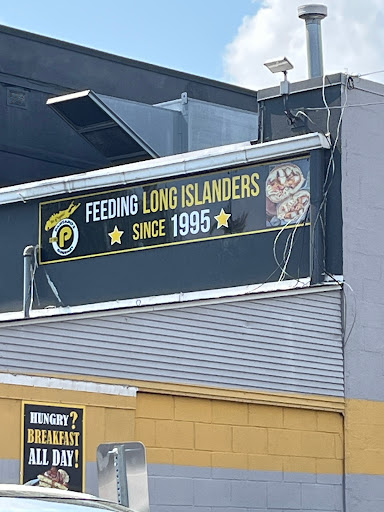 FEEDING LONG ISLANDERS
SINCE 1995
P
HUNGRY?
BREAKFAST
ALL DAY!